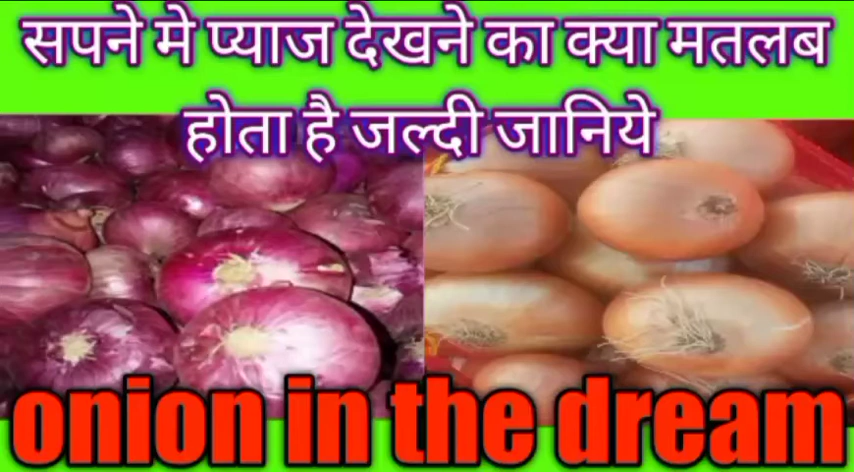 सपने मे प्याज देखने का क्या मतलब
होता है जल्दी जानिये
onion in the dream